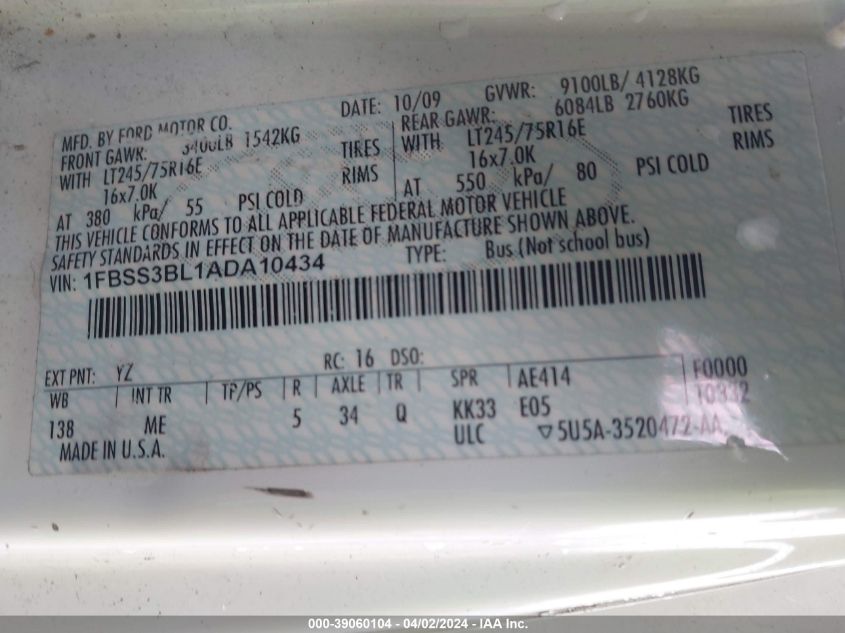 MFD. BY FORD MOTOR CO. DATE: 10/09 GVWR: 9100LB/ 4128KG
FRONT GAWR: 3400LB 1542KG REAR GAWR: 6084LB 2760KG
WITH LT245/75R16E TIRES WITH LT245/75R16E TIRES
16x7.0K RIMS 16x7.0K RIMS
AT 380 kPa/ 55 PSI COLD AT 550 kPa/ 80 PSI COLD
THIS VEHICLE CONFORMS TO ALL APPLICABLE FEDERAL MOTOR VEHICLE
SAFETY STANDARDS IN EFFECT ON THE DATE OF MANUFACTURE SHOWN ABOVE.
VIN: 1FBSS3BL1ADA10434 TYPE: Bus (Not school bus)
EXT PNT: YZ RC: 16 DSO:
WB INT TR TP/PS R AXLE TR SPR AE414 F0000
138 ME 5 34 Q KK33 E05 10332
MADE IN U.S.A. ULC ▽5U5A-3520472-AA
000-39060104 - 04/02/2024 - IAA Inc.